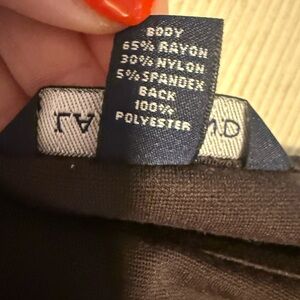 BODY
65% RAYON
30% NYLON
5% SPANDEX
BACK
100%
POLYESTER